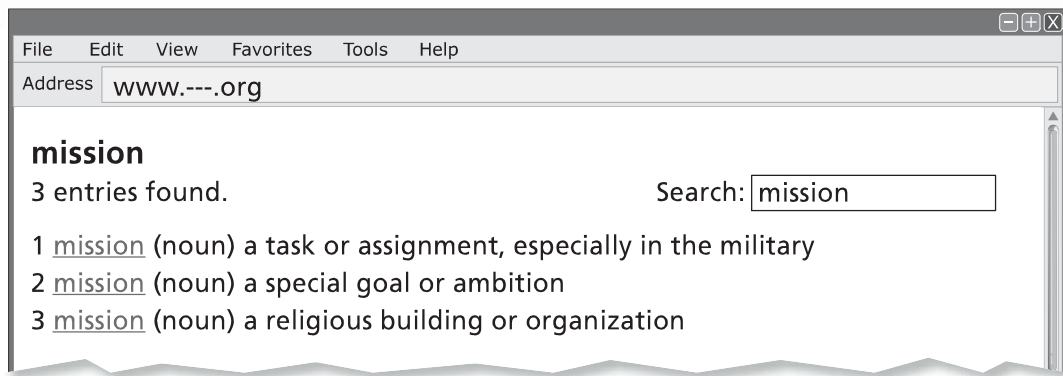 File Edit View Favorites Tools Help
Address www.---.org
mission
3 entries found.
Search: mission
1 mission (noun) a task or assignment, especially in the military
2 mission (noun) a special goal or ambition
3 mission (noun) a religious building or organization